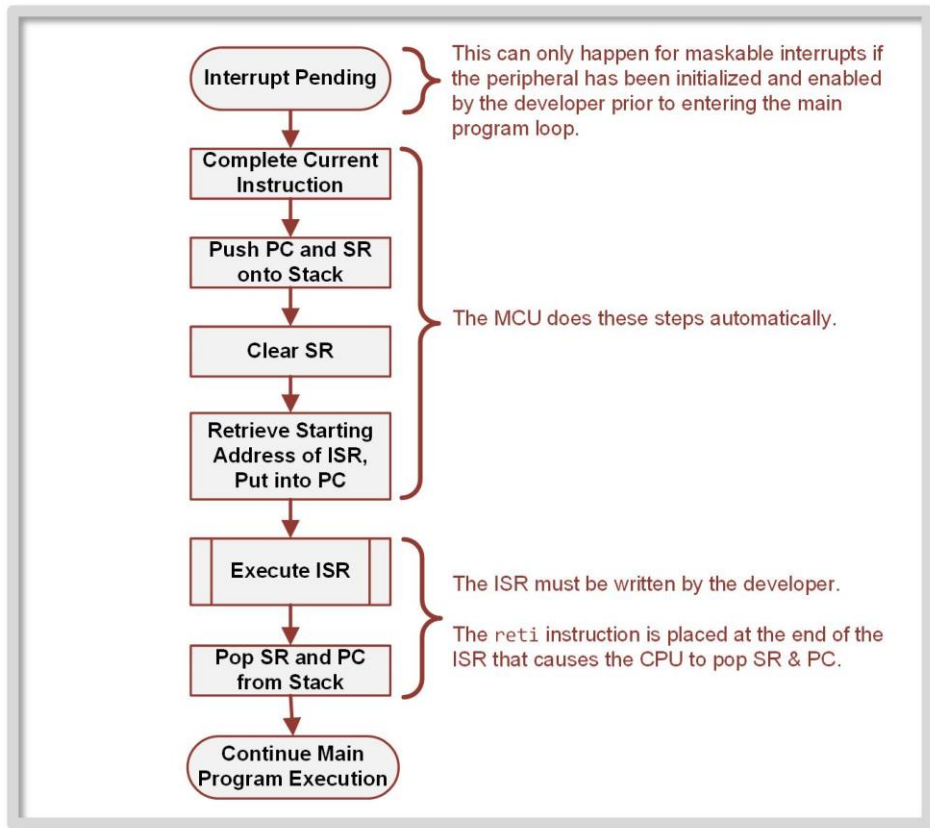 Interrupt Pending
This can only happen for maskable interrupts if
the peripheral has been initialized and enabled
by the developer prior to entering the main
program loop.
Complete Current
Instruction
Push PC and SR
onto Stack
Clear SR
Retrieve Starting
Address of ISR,
Put into PC
The MCU does these steps automatically.
Execute ISR
Pop SR and PC
from Stack
The ISR must be written by the developer.
The reti instruction is placed at the end of the
ISR that causes the CPU to pop SR & PC.
Continue Main
Program Execution